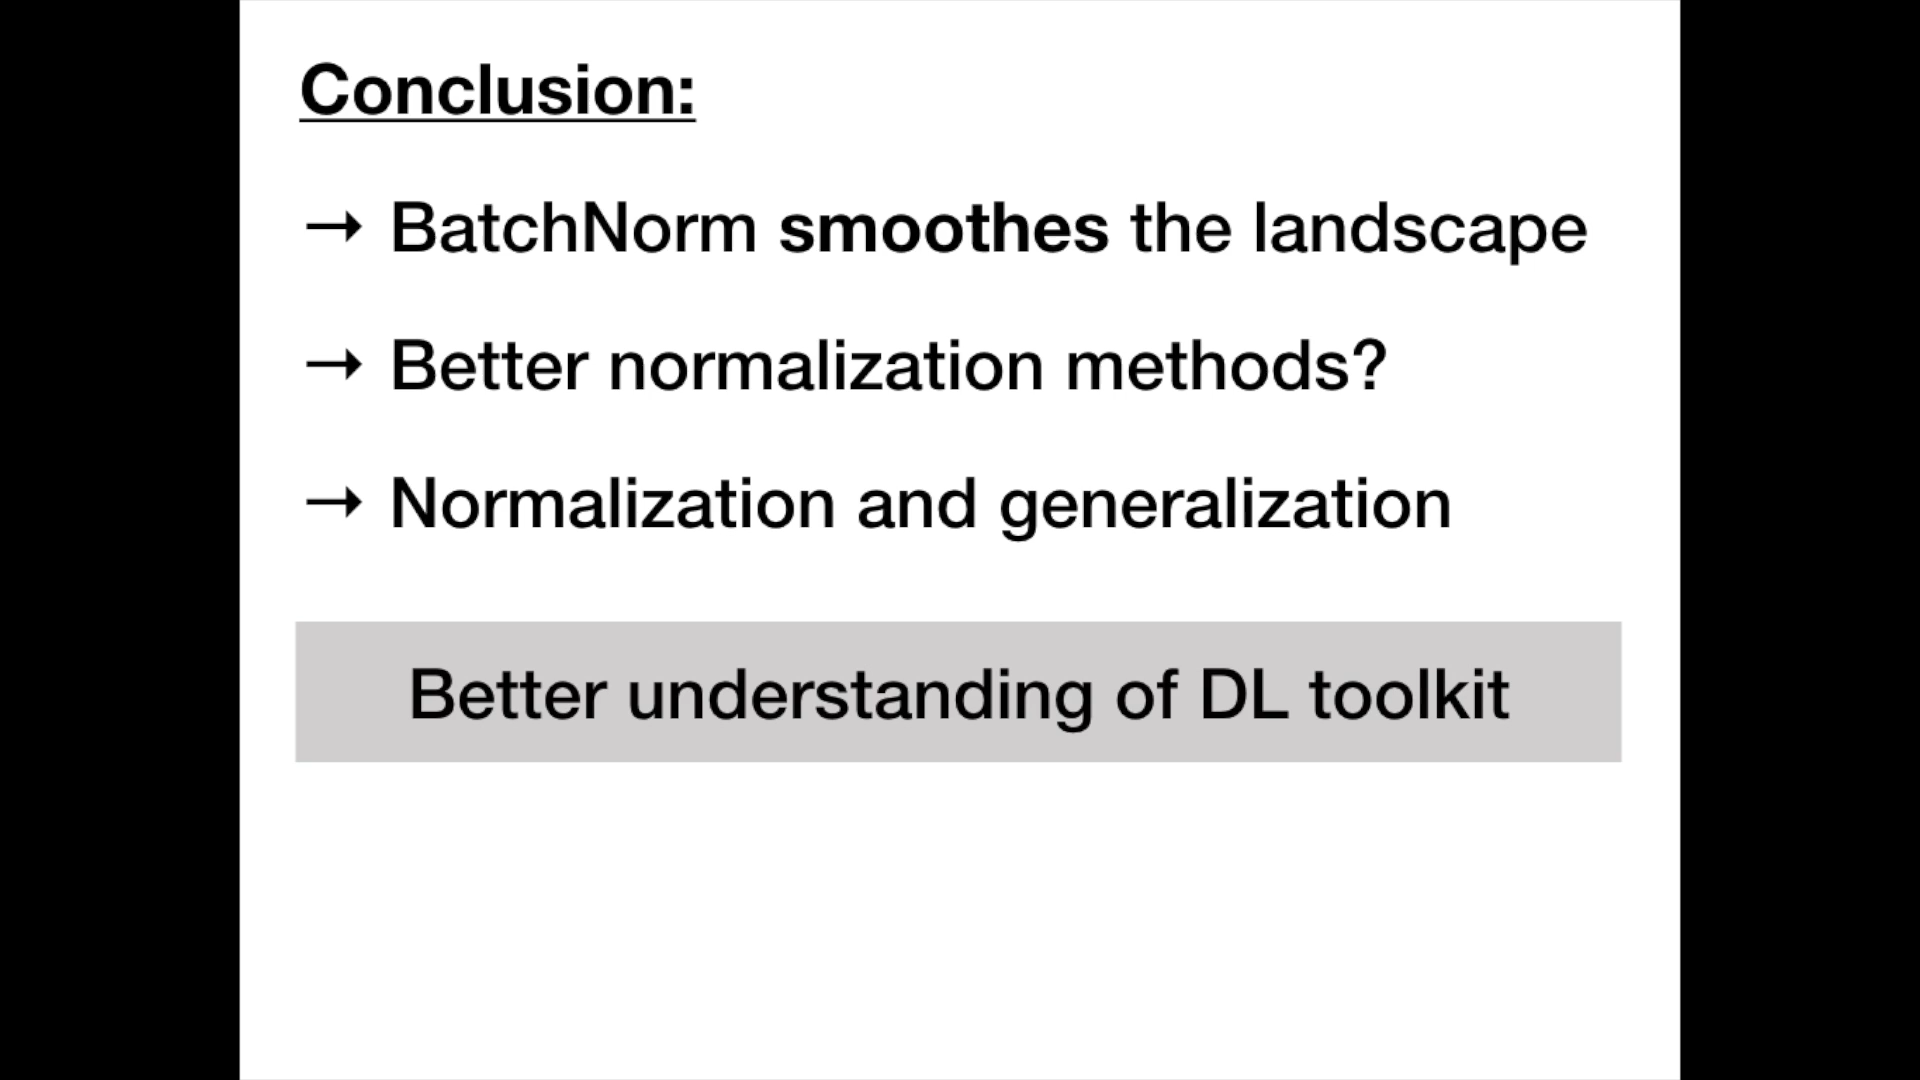 Conclusion:
→ BatchNorm smoothes the landscape
→ Better normalization methods?
→ Normalization and generalization
Better understanding of DL toolkit